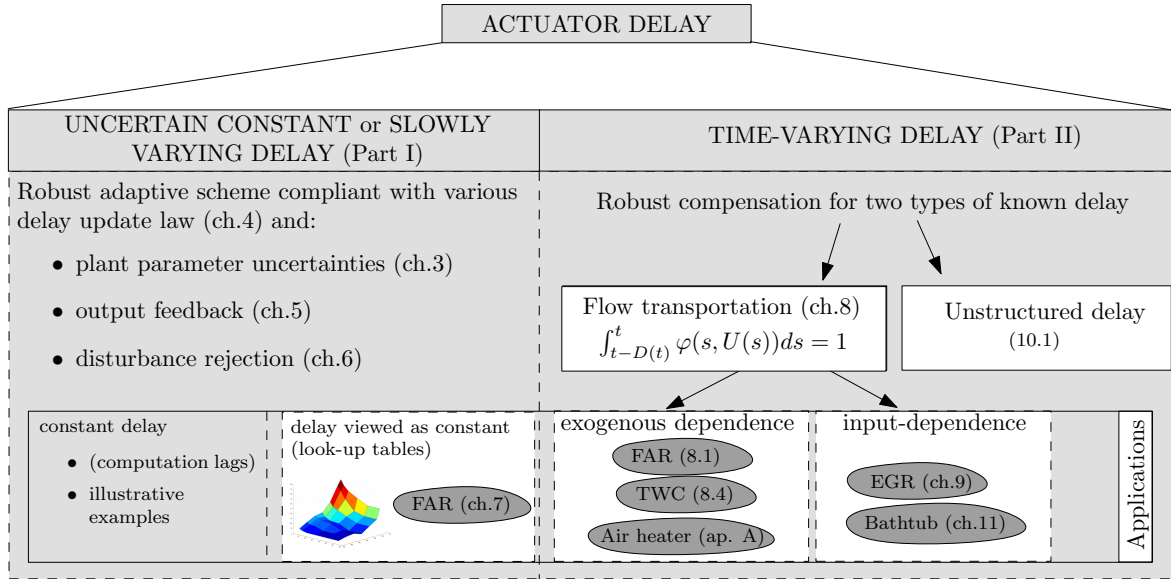 ACTUATOR DELAY
UNCERTAIN CONSTANT or SLOWLY
VARYING DELAY (Part I)
TIME-VARYING DELAY (Part II)
Robust adaptive scheme compliant with various
delay update law (ch.4) and:
• plant parameter uncertainties (ch.3)
• output feedback (ch.5)
• disturbance rejection (ch.6)
Robust compensation for two types of known delay
Flow transportation (ch.8)
∫_{t−D(t)}^{t} φ(s, U(s))ds = 1
Unstructured delay
(10.1)
constant delay
• (computation lags)
• illustrative
examples
delay viewed as constant
(look-up tables)
FAR (ch.7)
exogenous dependence
FAR (8.1)
TWC (8.4)
Air heater (ap. A)
input-dependence
EGR (ch.9)
Bathtub (ch.11)
Applications